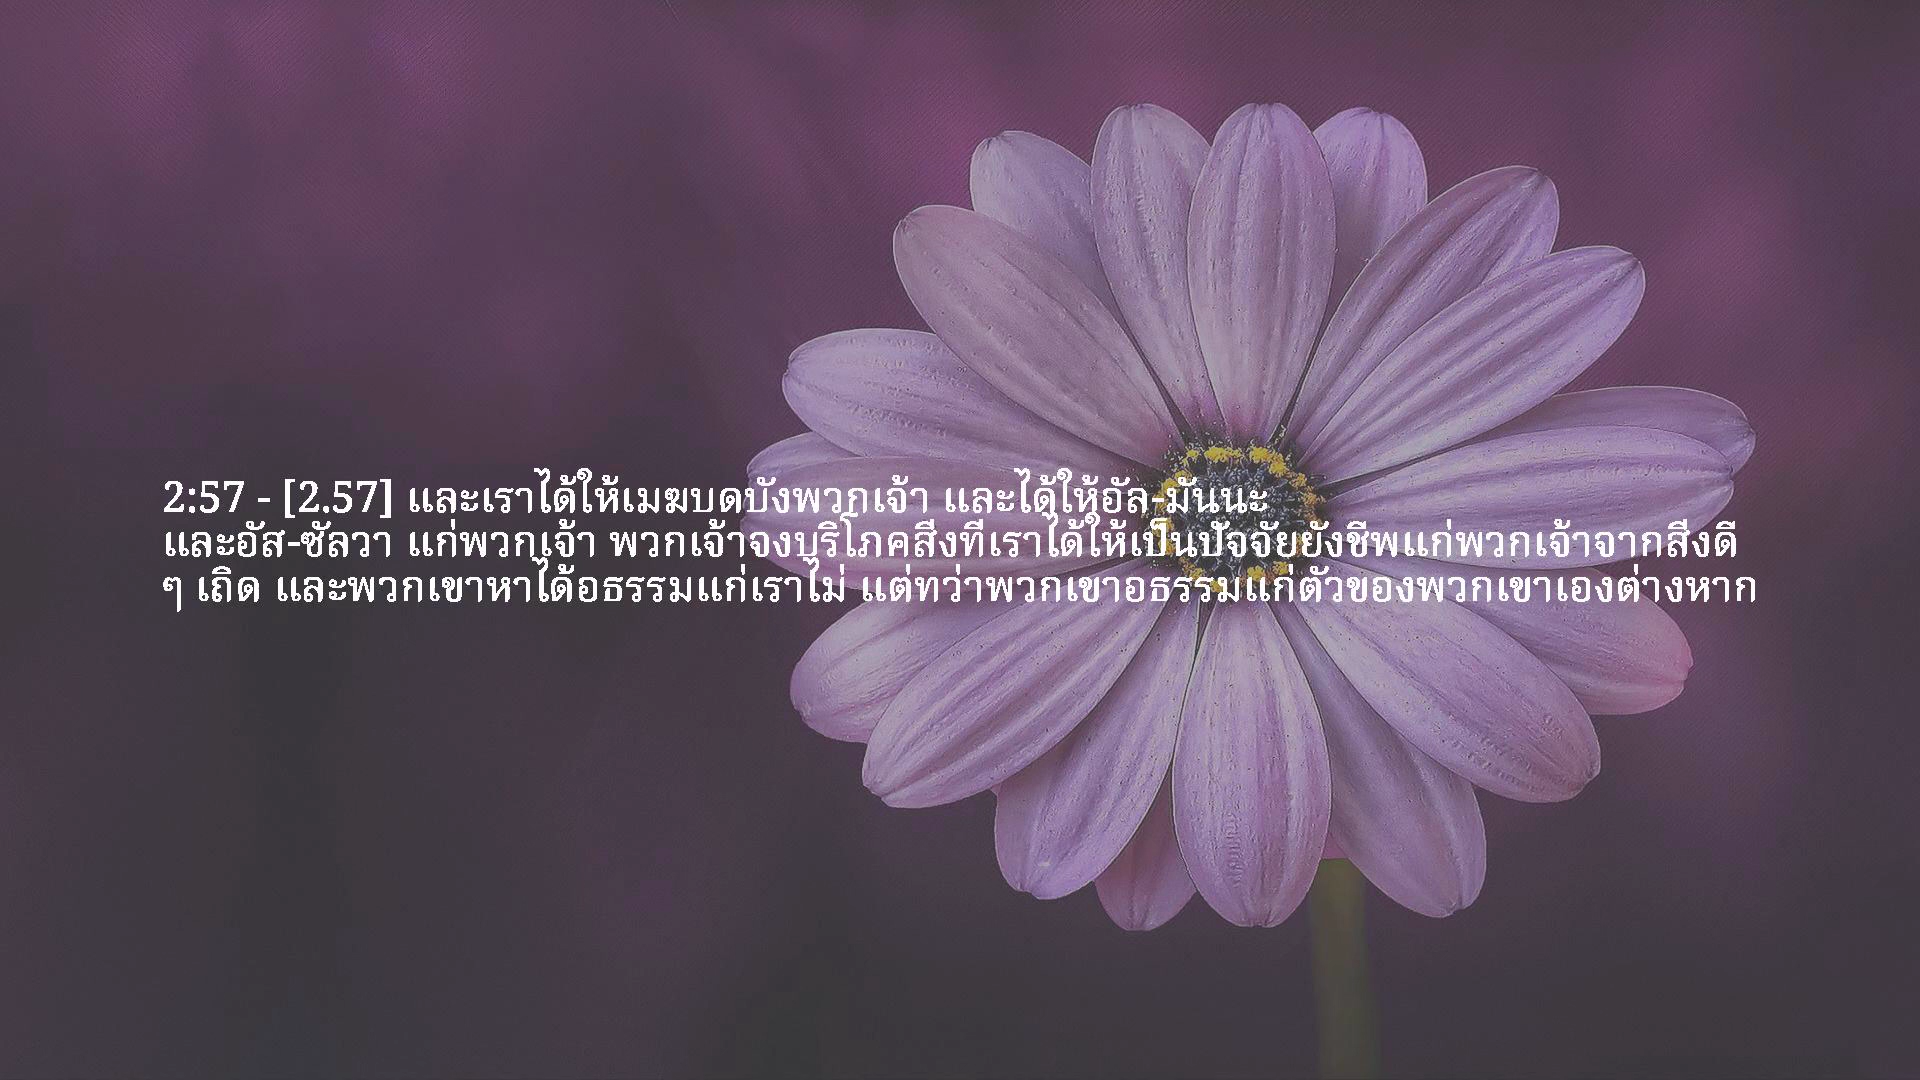 2:57 - [2.57] และเราได้ให้เมฆบดบังพวกเจ้า และได้ให้อัล-มันนะ
และอัส-ซัลวา แก่พวกเจ้า พวกเจ้าจงบริโภคสิ่งที่เราได้ให้เป็นปัจจัยยังชีพแก่พวกเจ้าจากสิ่งดี
ๆ เถิด และพวกเขาหาได้อธรรมแก่เราไม่ แต่ทว่าพวกเขาอธรรมแก่ตัวของพวกเขาเองต่างหาก